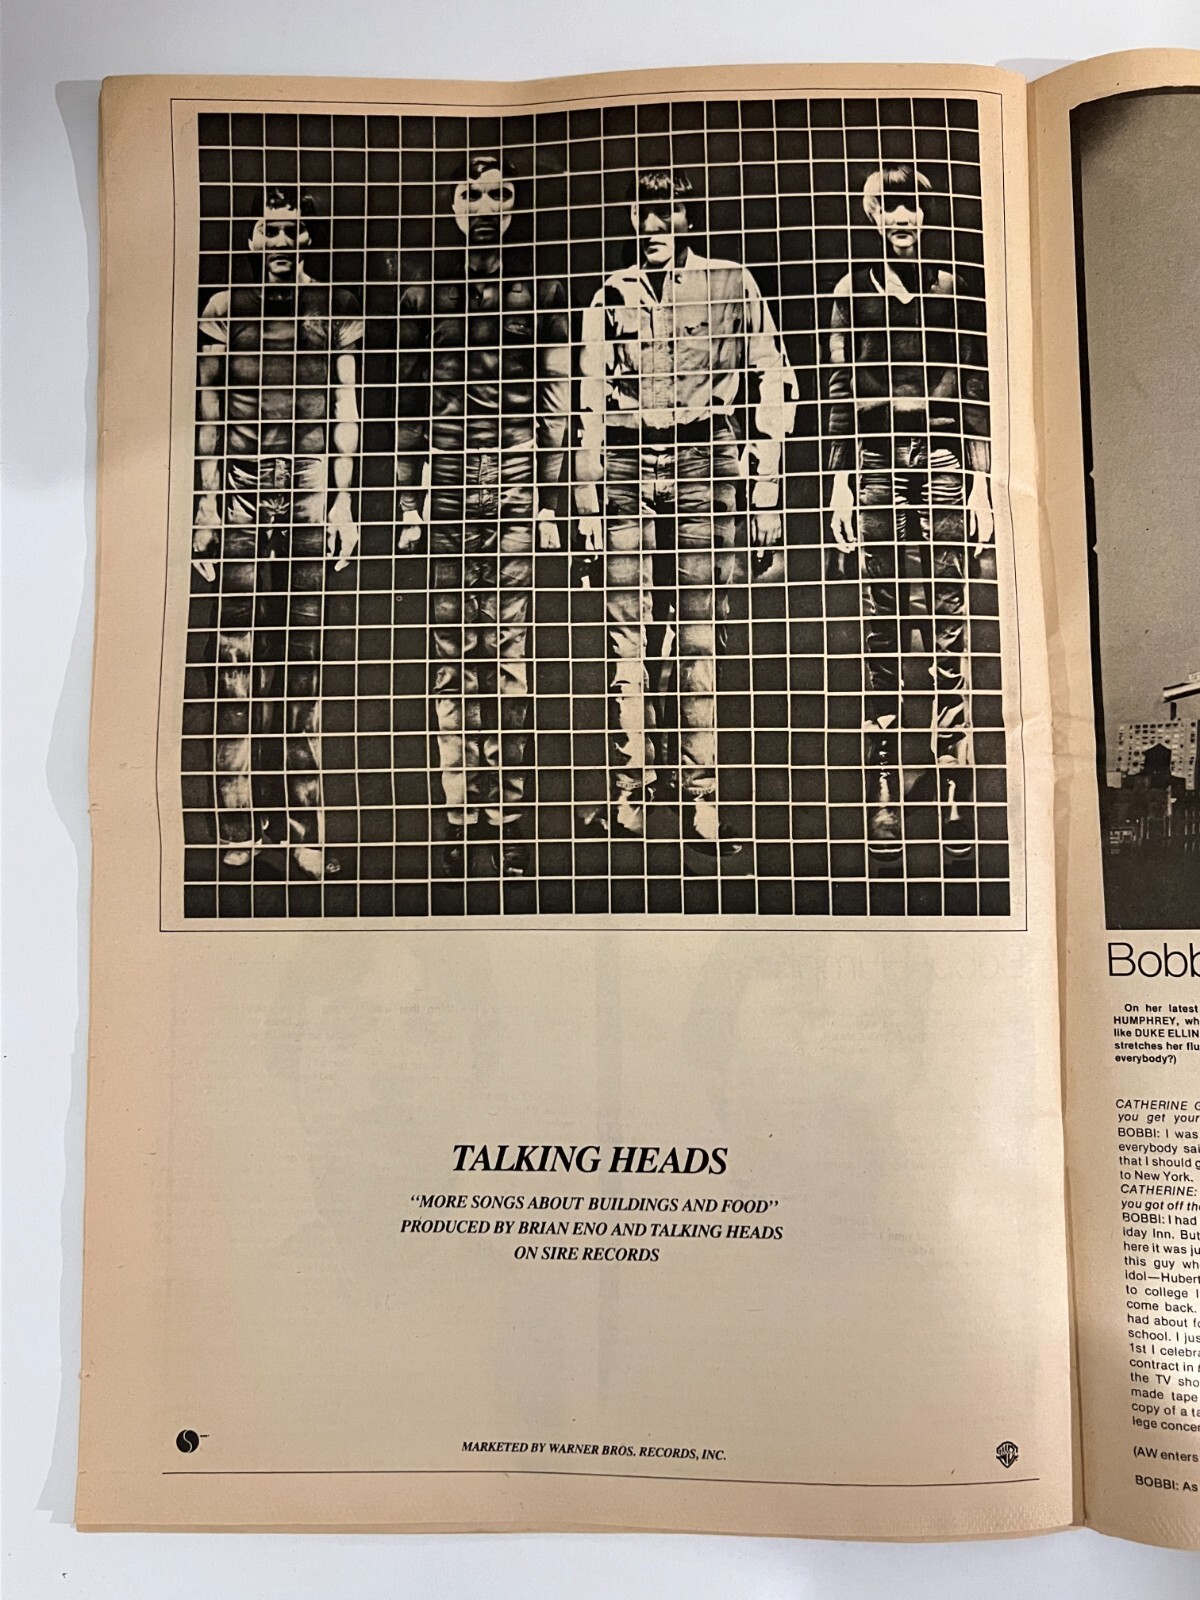 TALKING HEADS
“MORE SONGS ABOUT BUILDINGS AND FOOD”
PRODUCED BY BRIAN ENO AND TALKING HEADS
ON SIRE RECORDS
MARKETED BY WARNER BROS. RECORDS, INC.
Bobb
On her latest
HUMPHREY, wh
like DUKE ELLIN
stretches her flu
everybody?)
CATHERINE G
you get your
BOBBI: I was
everybody sai
that I should g
to New York.
CATHERINE:
you got off the
BOBBI: I had
iday Inn. But
here it was ju
this guy wh
idol—Hubert
to college I
come back.
had about fo
school. I jus
1st I celebra
contract in
the TV sho
made tape
copy of a ta
lege concer
(AW enters
BOBBI: As